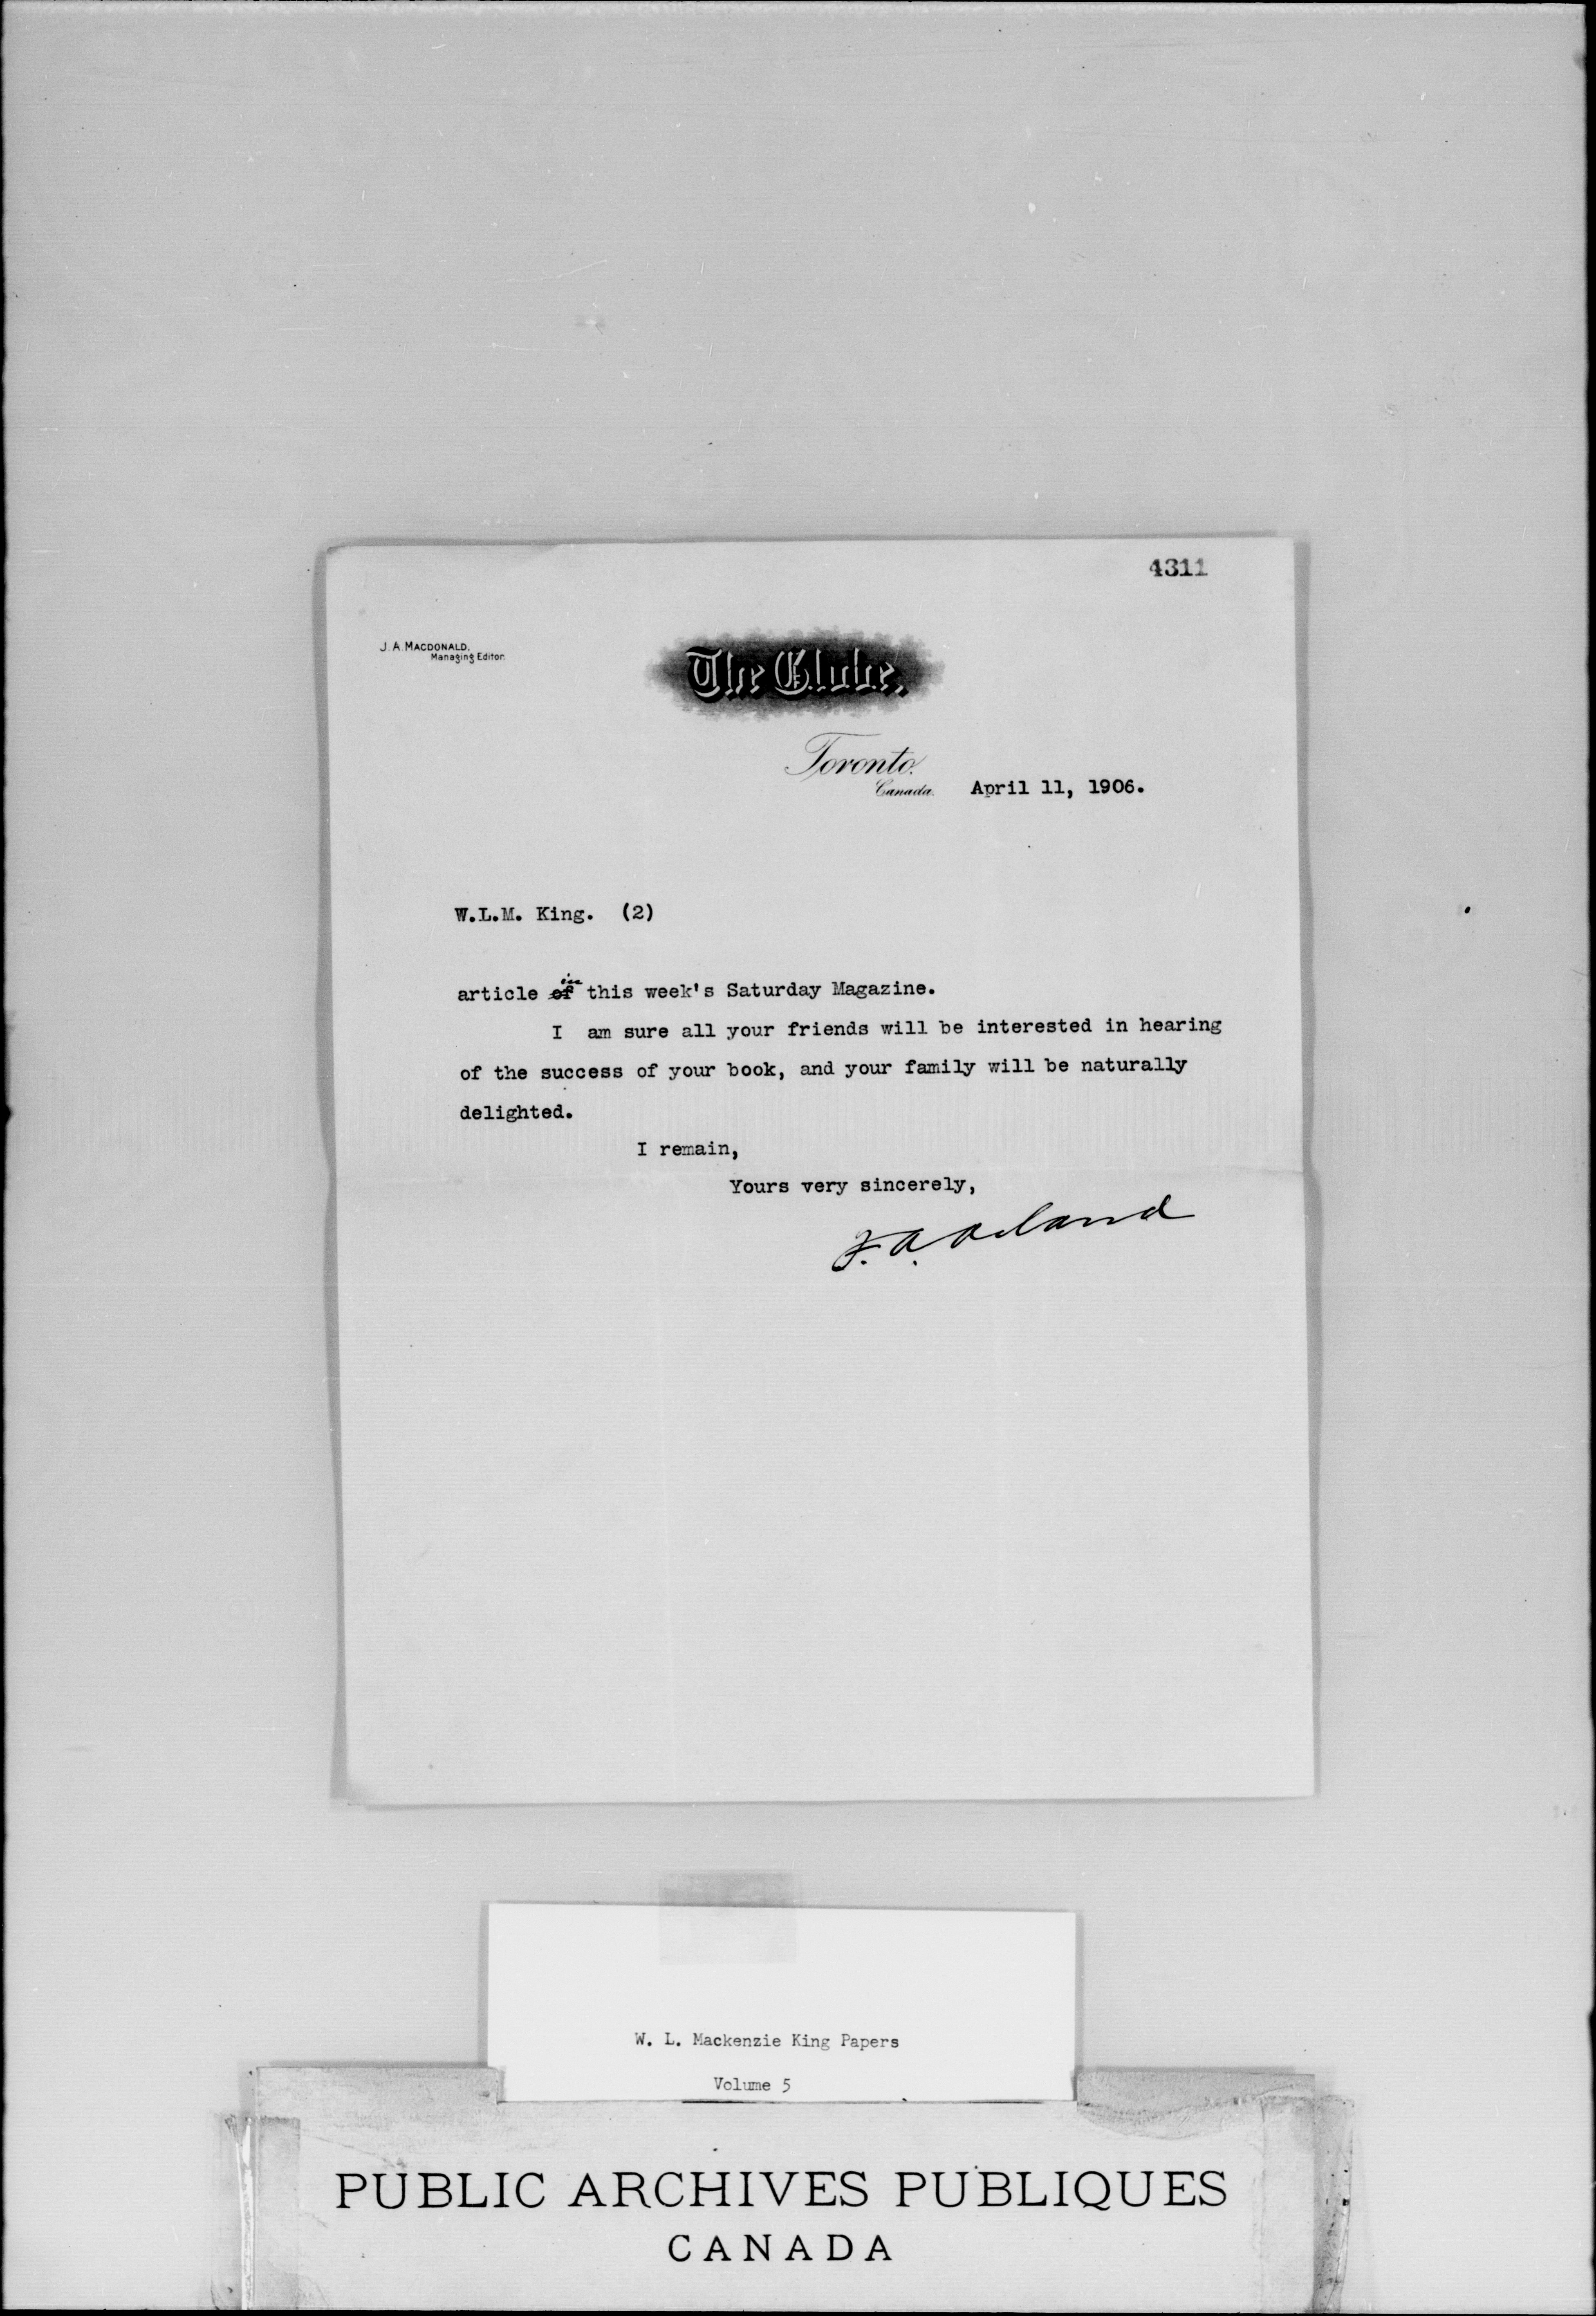 4311
J. A. MACDONALD,
Managing Editor.
The Globe,
Toronto,
Canada. April 11, 1906.
W.L.M. King. (2)
in
article of this week's Saturday Magazine.
I am sure all your friends will be interested in hearing
of the success of your book, and your family will be naturally
delighted.
I remain,
Yours very sincerely,
F. A. Acland
W. L. Mackenzie King Papers
Volume 5
PUBLIC ARCHIVES PUBLIQUES
CANADA